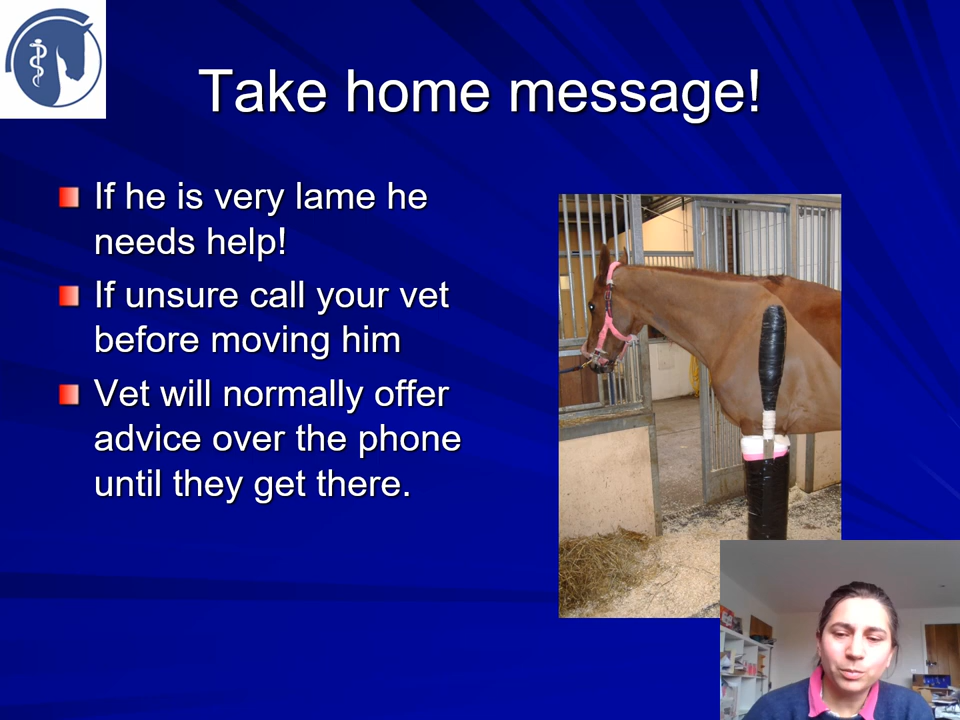 Take home message!
If he is very lame he
needs help!
If unsure call your vet
before moving him
Vet will normally offer
advice over the phone
until they get there.